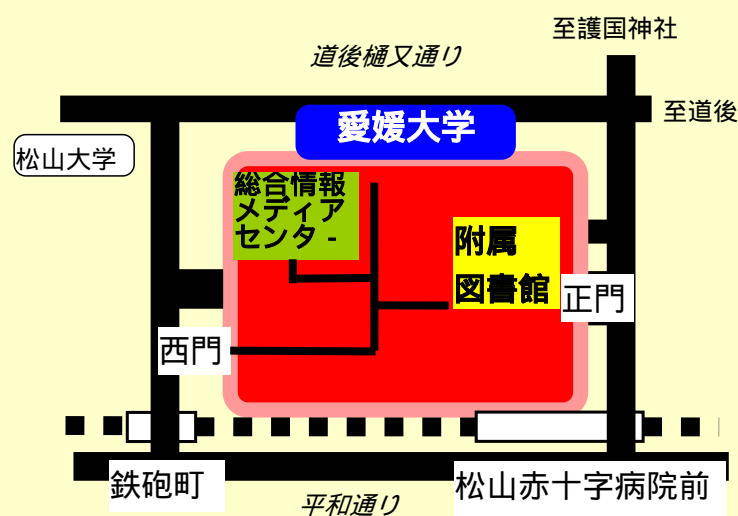 至護国神社
道後樋又通り
至道後
愛媛大学
松山大学
総合情報
メディア
センタ -
附属
図書館
正門
西門
鉄砲町
松山赤十字病院前
平和通り